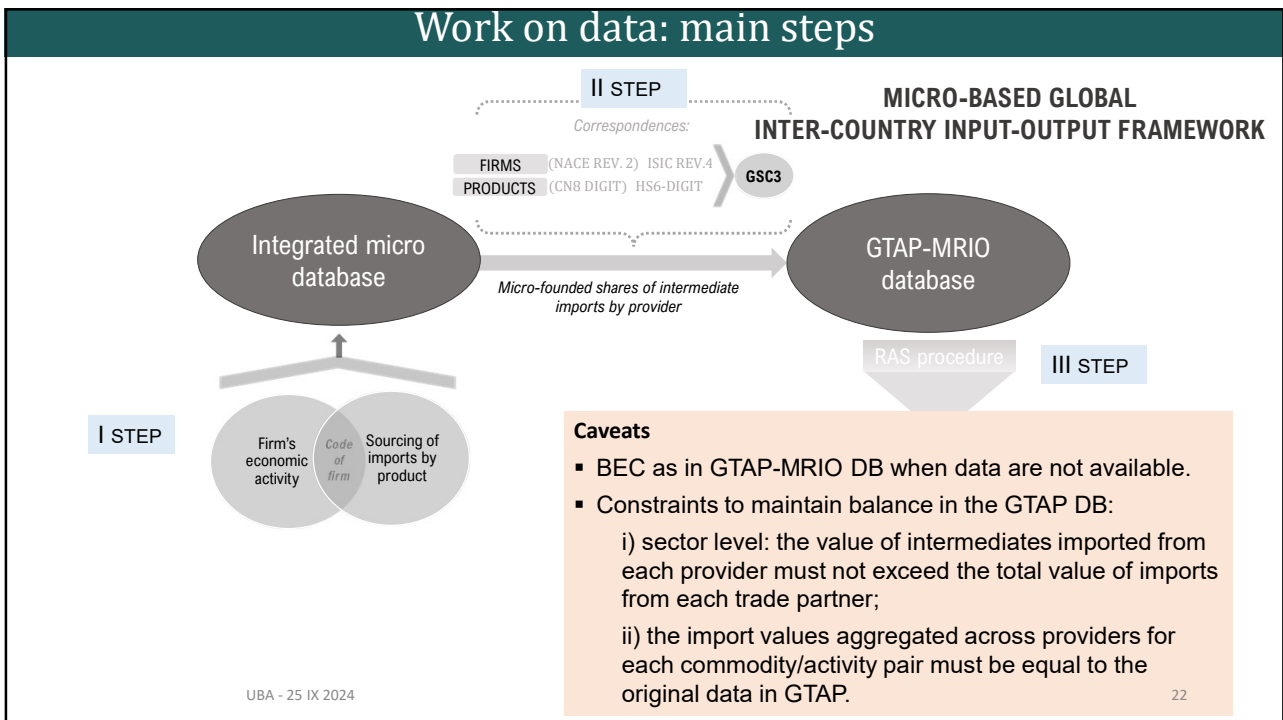 Work on data: main steps
II STEP
MICRO-BASED GLOBAL
INTER-COUNTRY INPUT-OUTPUT FRAMEWORK
Correspondences:
FIRMS (NACE REV. 2) ISIC REV.4
PRODUCTS (CN8 DIGIT) HS6-DIGIT
GSC3
Integrated micro
database
Micro-founded shares of intermediate
imports by provider
GTAP-MRIO
database
RAS procedure
III STEP
I STEP
Firm's
economic
activity
Code
of
firm
Sourcing of
imports by
product
Caveats
▪ BEC as in GTAP-MRIO DB when data are not available.
▪ Constraints to maintain balance in the GTAP DB:
i) sector level: the value of intermediates imported from
each provider must not exceed the total value of imports
from each trade partner;
ii) the import values aggregated across providers for
each commodity/activity pair must be equal to the
original data in GTAP.
UBA - 25 IX 2024
22